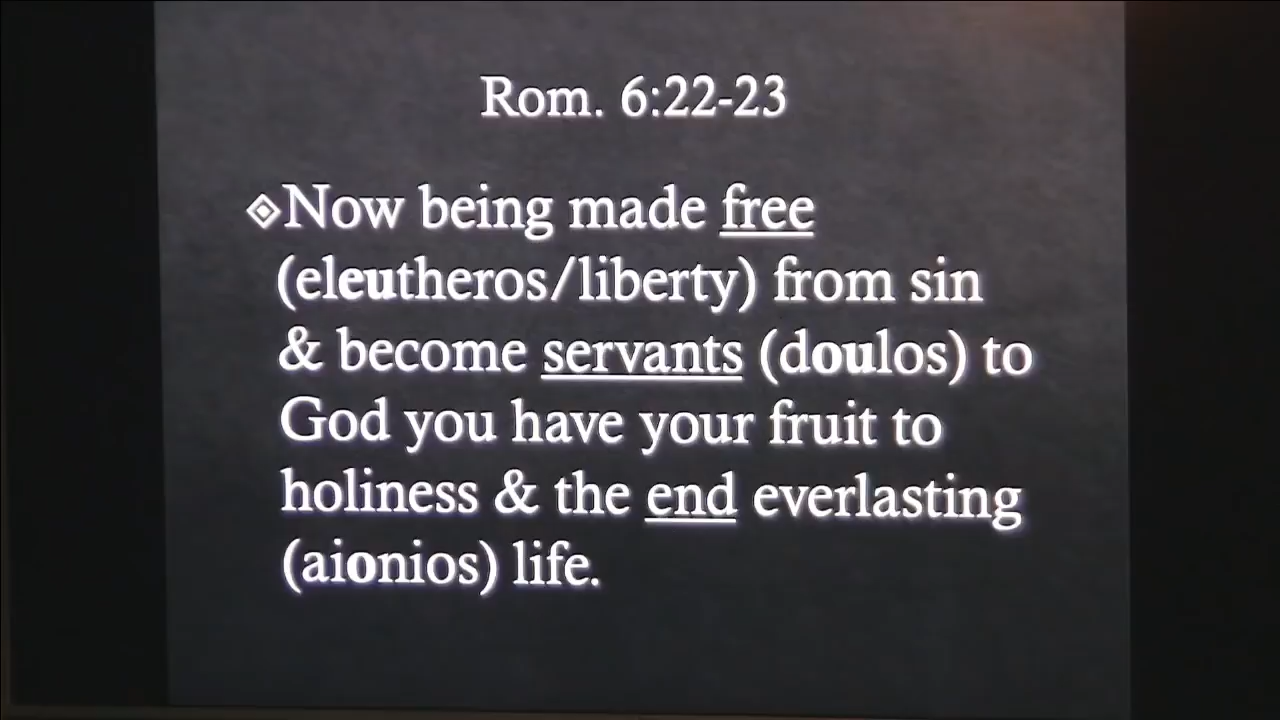 Rom. 6:22-23
Now being made free
(eleutheros/liberty) from sin
& become servants (doulos) to
God you have your fruit to
holiness & the end everlasting
(aionios) life.